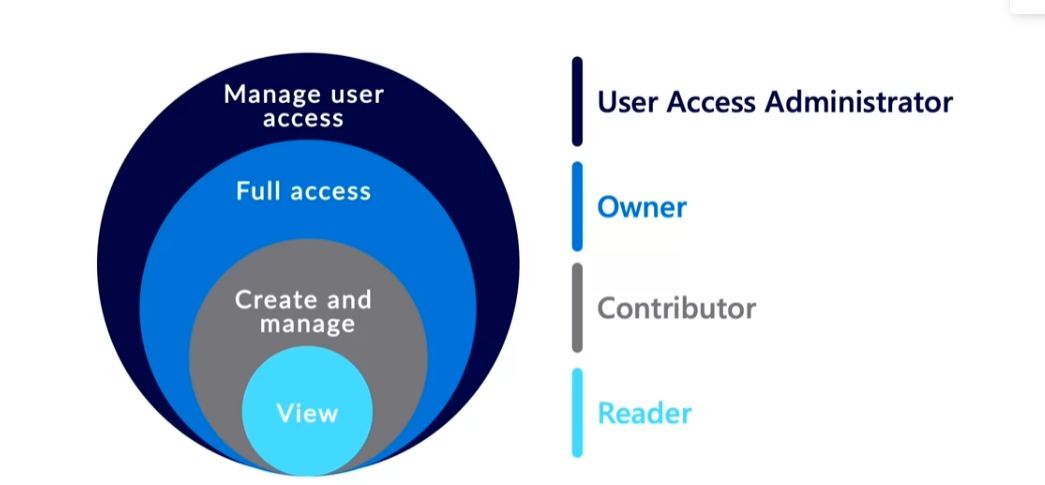 Manage user
access
User Access Administrator
Full access
Owner
Create and
manage
Contributor
View
Reader